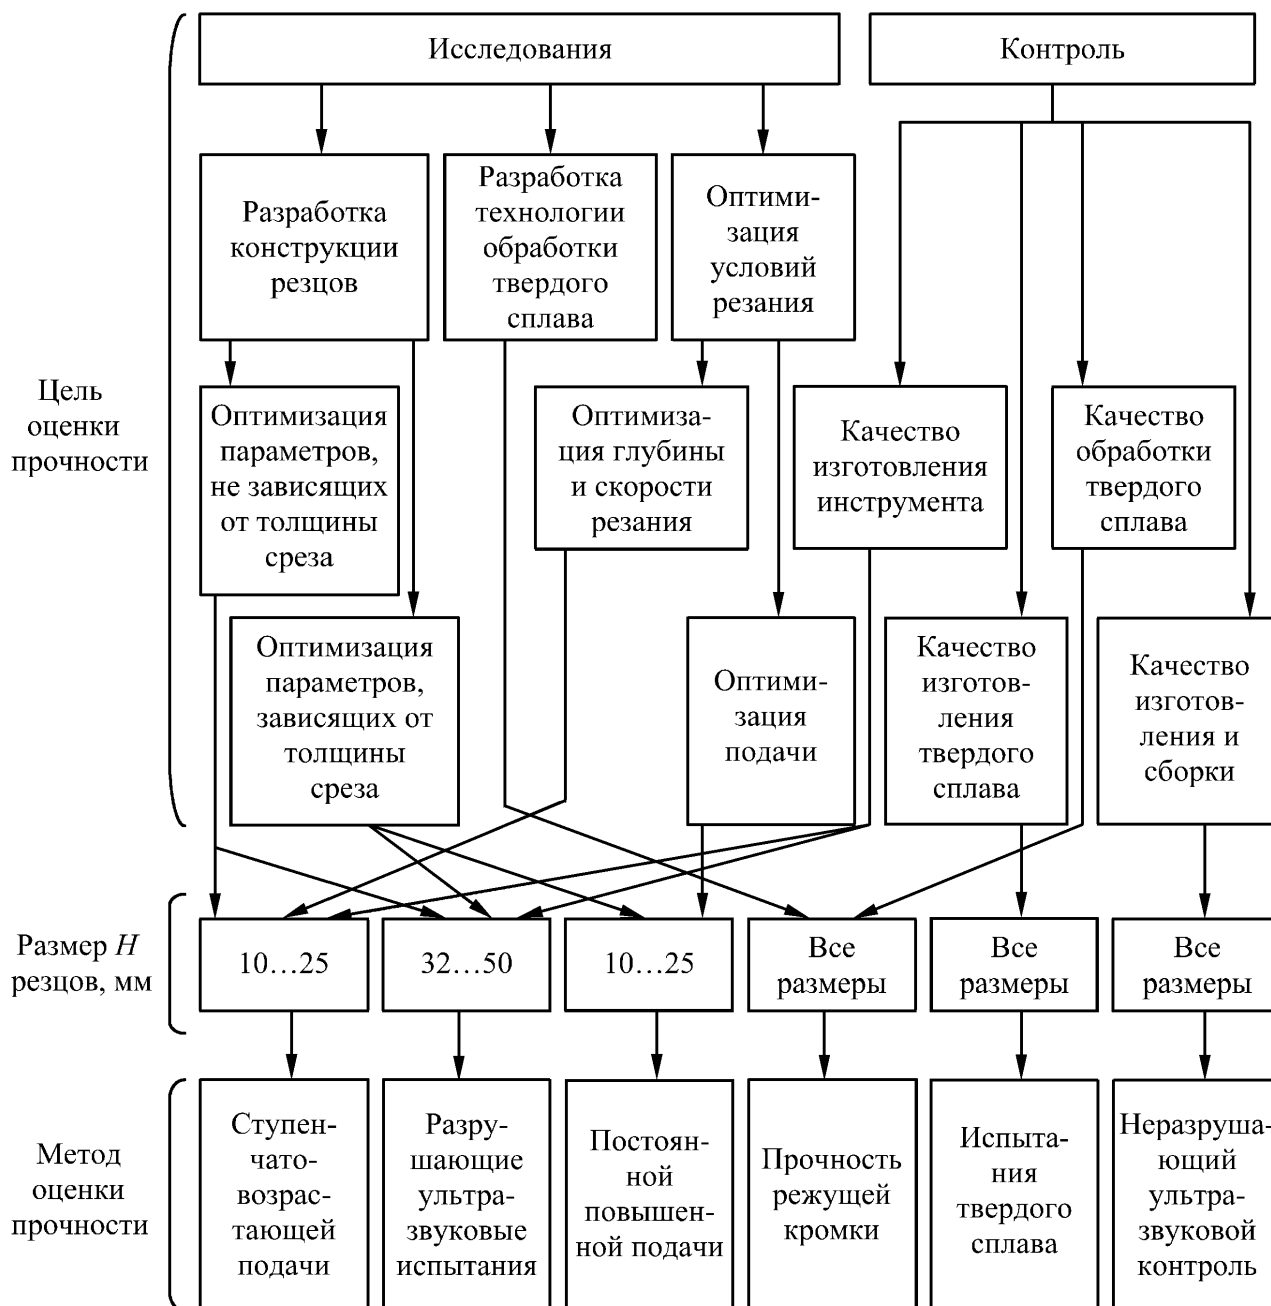 Исследования
Контроль
Разработка
конструкции
резцов
Разработка
технологии
обработки
твердого
сплава
Оптими-
зация
условий
резания
Цель
оценки
прочности
Оптимизация
параметров,
не зависящих
от толщины
среза
Оптимиза-
ция глубины
и скорости
резания
Качество
изготовления
инструмента
Качество
обработки
твердого
сплава
Оптимизация
параметров,
зависящих от
толщины
среза
Оптими-
зация
подачи
Качество
изготов-
ления
твердого
сплава
Качество
изготов-
ления и
сборки
Размер H
резцов, мм
10...25
32...50
10...25
Все
размеры
Все
размеры
Все
размеры
Метод
оценки
прочности
Ступен-
чато-
возрас-
тающей
подачи
Разру-
шающие
ультра-
звуковые
испытания
Постоян-
ной
повышен-
ной подачи
Прочность
режущей
кромки
Испыта-
ния
твердого
сплава
Неразруша-
ющий
ультра-
звуковой
контроль